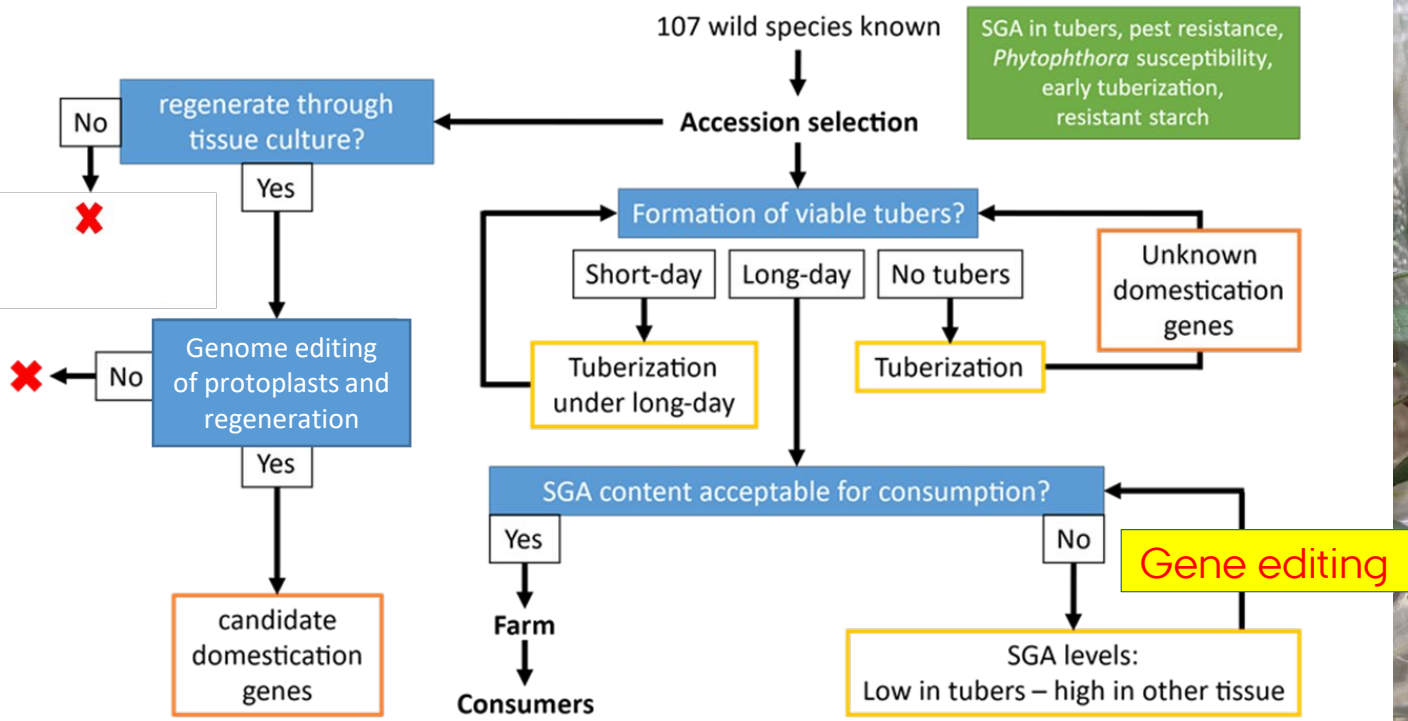 107 wild species known
SGA in tubers, pest resistance,
Phytophthora susceptibility,
early tuberization,
resistant starch
Accession selection
regenerate through
tissue culture?
No
Yes
Genome editing
of protoplasts and
regeneration
No
Yes
candidate
domestication
genes
Formation of viable tubers?
Short-day
Long-day
No tubers
Unknown
domestication
genes
Tuberization
under long-day
Tuberization
SGA content acceptable for consumption?
Yes
No
Gene editing
Farm
Consumers
SGA levels:
Low in tubers – high in other tissue